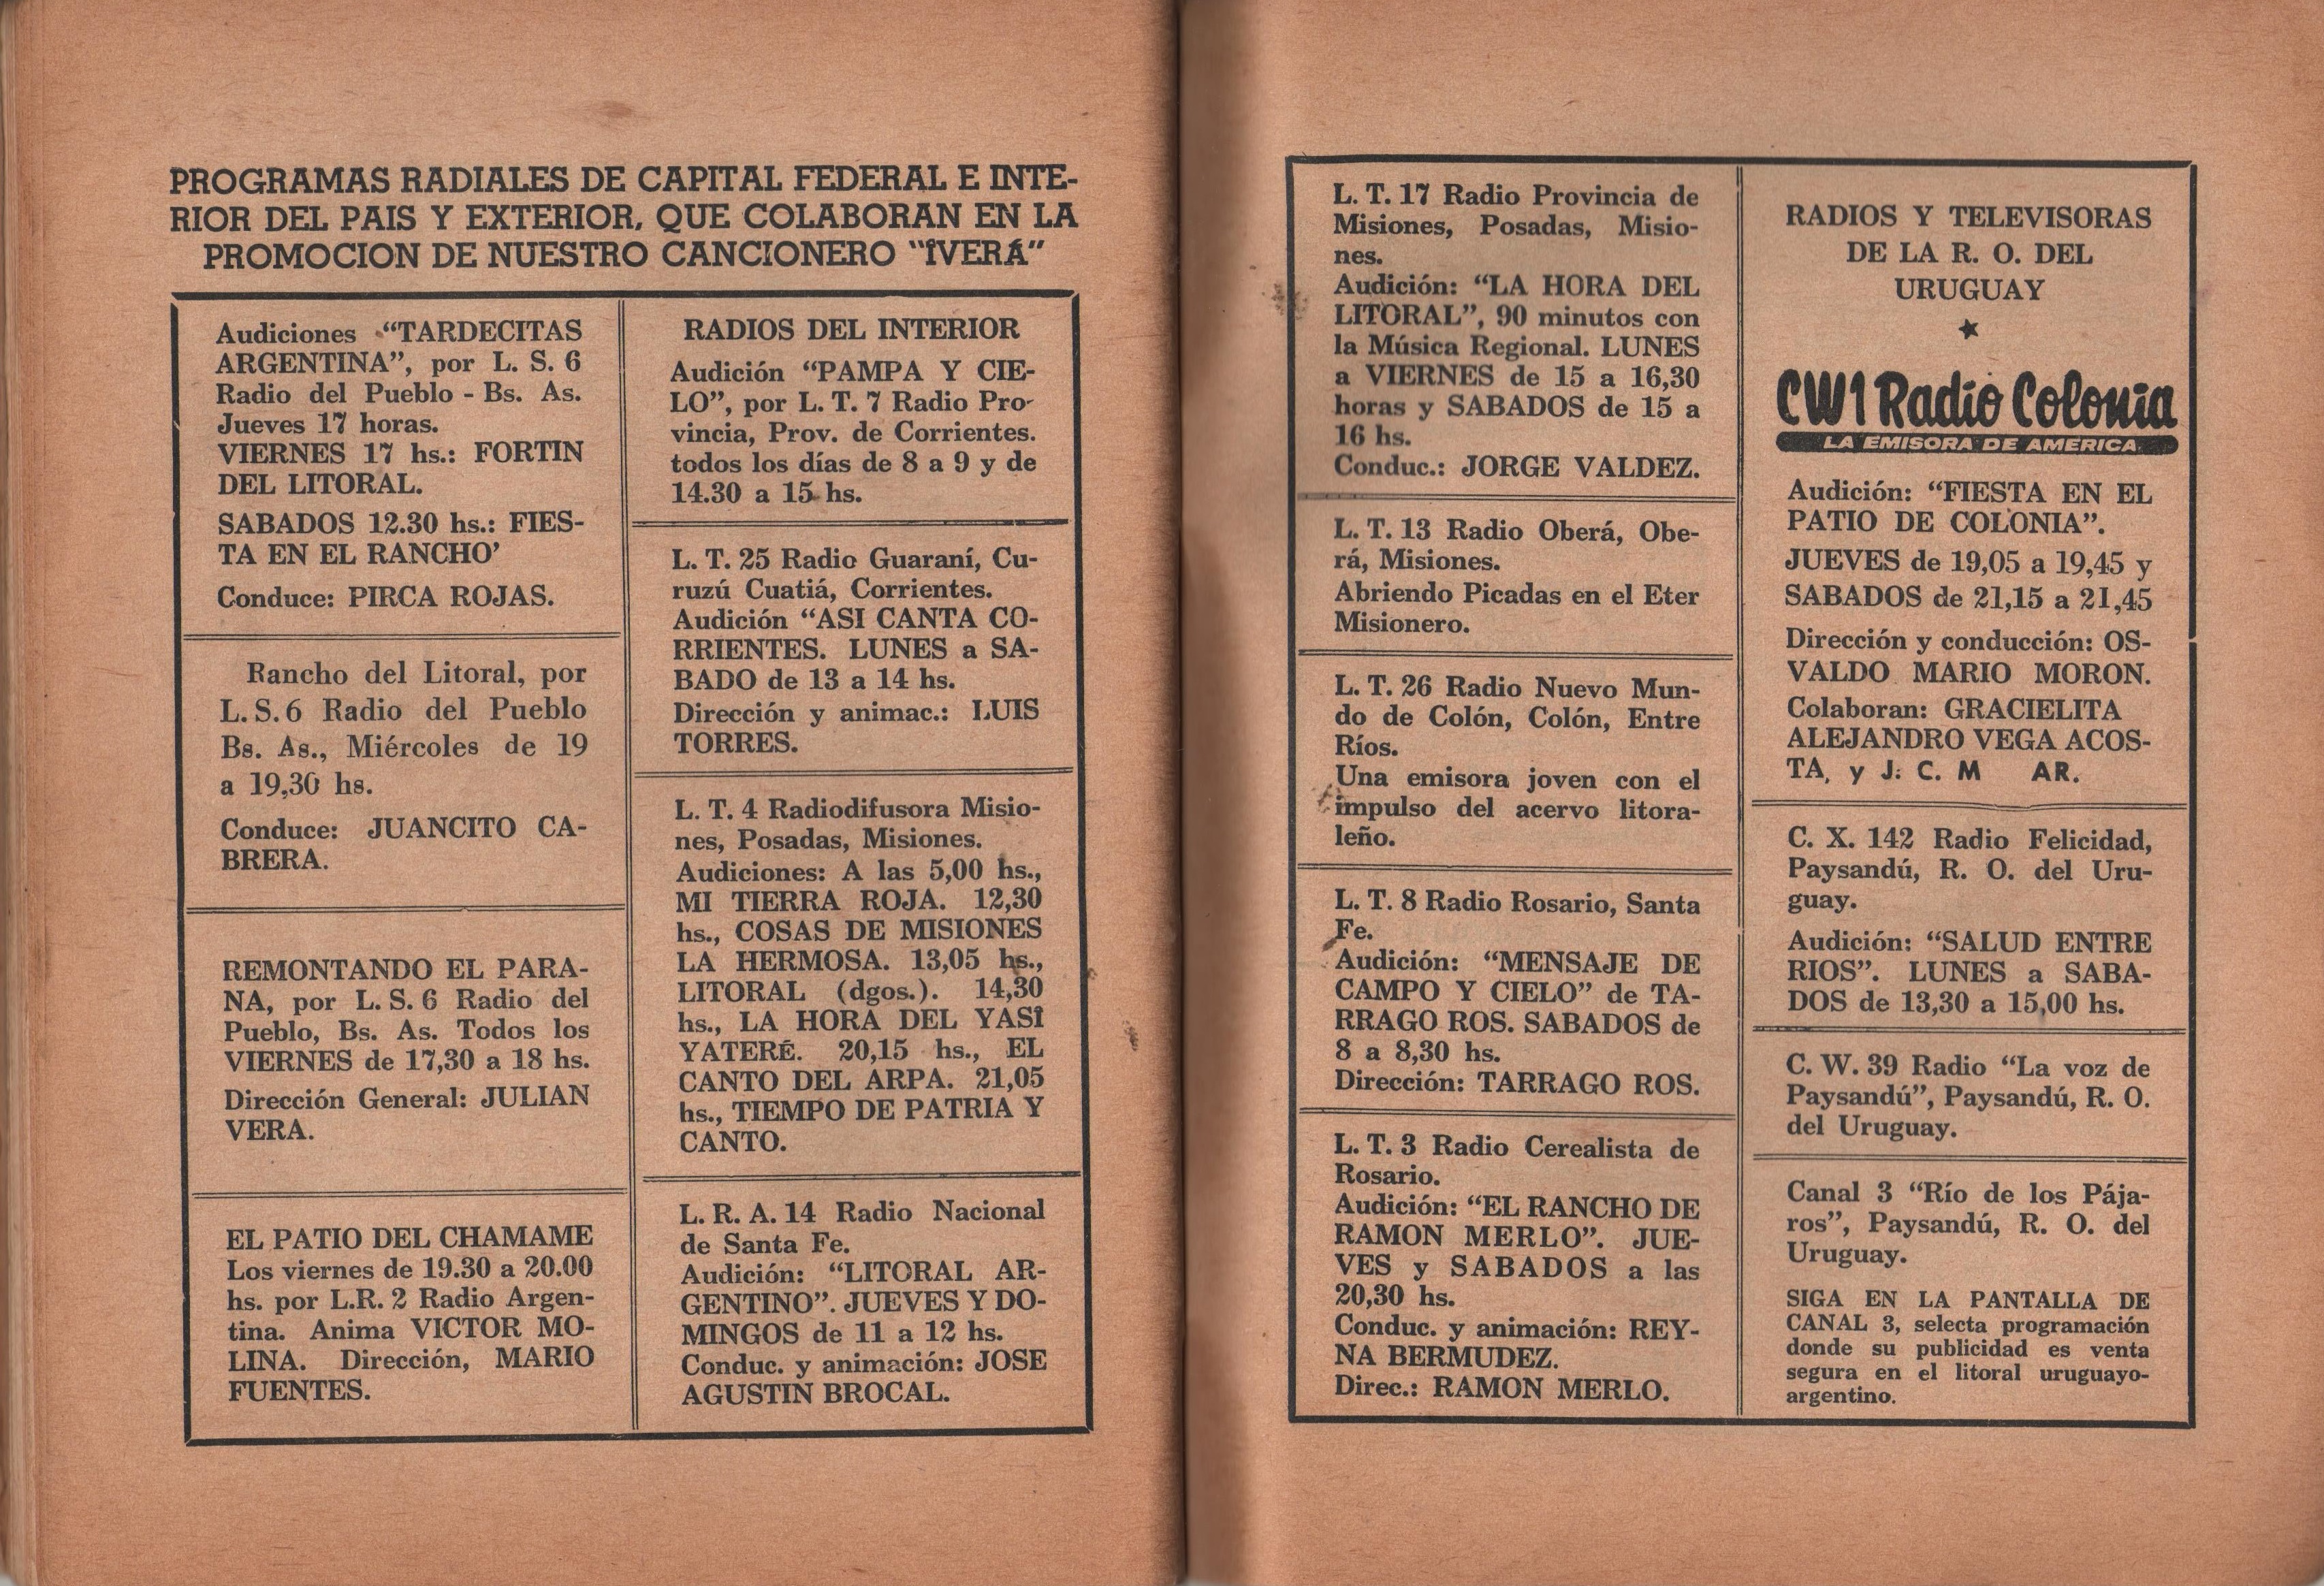 PROGRAMAS RADIALES DE CAPITAL FEDERAL E INTE-
RIOR DEL PAIS Y EXTERIOR, QUE COLABORAN EN LA
PROMOCION DE NUESTRO CANCIONERO "ÎVERÁ"
Audiciones "TARDECITAS
ARGENTINA", por L. S. 6
Radio del Pueblo - Bs. As.
Jueves 17 horas.
VIERNES 17 hs.: FORTIN
DEL LITORAL.
SABADOS 12.30 hs.: FIES-
TA EN EL RANCHO'
Conduce: PIRCA ROJAS.
Rancho del Litoral, por
L. S. 6 Radio del Pueblo
Bs. As., Miércoles de 19
a 19,30 hs.
Conduce: JUANCITO CA-
BRERA.
REMONTANDO EL PARA-
NA, por L. S. 6 Radio del
Pueblo, Bs. As. Todos los
VIERNES de 17,30 a 18 hs.
Dirección General: JULIAN
VERA.
EL PATIO DEL CHAMAME
Los viernes de 19.30 a 20.00
hs. por L.R. 2 Radio Argen-
tina. Anima VICTOR MO-
LINA. Dirección, MARIO
FUENTES.
RADIOS DEL INTERIOR
Audición "PAMPA Y CIE-
LO", por L. T. 7 Radio Pro-
vincia, Prov. de Corrientes.
todos los días de 8 a 9 y de
14.30 a 15 hs.
L. T. 25 Radio Guaraní, Cu-
ruzú Cuatiá, Corrientes.
Audición "ASI CANTA CO-
RRIENTES. LUNES a SA-
BADO de 13 a 14 hs.
Dirección y animac.: LUIS
TORRES.
L. T. 4 Radiodifusora Misio-
nes, Posadas, Misiones.
Audiciones: A las 5,00 hs.,
MI TIERRA ROJA. 12,30
hs., COSAS DE MISIONES
LA HERMOSA. 13,05 hs.,
LITORAL (dgos.). 14,30
hs., LA HORA DEL YASÎ
YATERÉ. 20,15 hs., EL
CANTO DEL ARPA. 21,05
hs., TIEMPO DE PATRIA Y
CANTO.
L. R. A. 14 Radio Nacional
de Santa Fe.
Audición: "LITORAL AR-
GENTINO". JUEVES Y DO-
MINGOS de 11 a 12 hs.
Conduc. y animación: JOSE
AGUSTIN BROCAL.
L. T. 17 Radio Provincia de
Misiones, Posadas, Misio-
nes.
Audición: "LA HORA DEL
LITORAL", 90 minutos con
la Música Regional. LUNES
a VIERNES de 15 a 16,30
horas y SABADOS de 15 a
16 hs.
Conduc.: JORGE VALDEZ.
L. T. 13 Radio Oberá, Obe-
rá, Misiones.
Abriendo Picadas en el Eter
Misionero.
L. T. 26 Radio Nuevo Mun-
do de Colón, Colón, Entre
Ríos.
Una emisora joven con el
impulso del acervo litora-
leño.
L. T. 8 Radio Rosario, Santa
Fe.
Audición: "MENSAJE DE
CAMPO Y CIELO" de TA-
RRAGO ROS. SABADOS de
8 a 8,30 hs.
Dirección: TARRAGO ROS.
L. T. 3 Radio Cerealista de
Rosario.
Audición: "EL RANCHO DE
RAMON MERLO". JUE-
VES y SABADOS a las
20,30 hs.
Conduc. y animación: REY-
NA BERMUDEZ.
Direc.: RAMON MERLO.
RADIOS Y TELEVISORAS
DE LA R. O. DEL
URUGUAY
★
CW1 Radio Colonia
LA EMISORA DE AMERICA
Audición: "FIESTA EN EL
PATIO DE COLONIA".
JUEVES de 19,05 a 19,45 y
SABADOS de 21,15 a 21,45
Dirección y conducción: OS-
VALDO MARIO MORON.
Colaboran: GRACIELITA
ALEJANDRO VEGA ACOS-
TA, y J. C. M AR.
C. X. 142 Radio Felicidad,
Paysandú, R. O. del Uru-
guay.
Audición: "SALUD ENTRE
RIOS". LUNES a SABA-
DOS de 13,30 a 15,00 hs.
C. W. 39 Radio "La voz de
Paysandú", Paysandú, R. O.
del Uruguay.
Canal 3 "Río de los Pája-
ros", Paysandú, R. O. del
Uruguay.
SIGA EN LA PANTALLA DE
CANAL 3, selecta programación
donde su publicidad es venta
segura en el litoral uruguayo-
argentino.